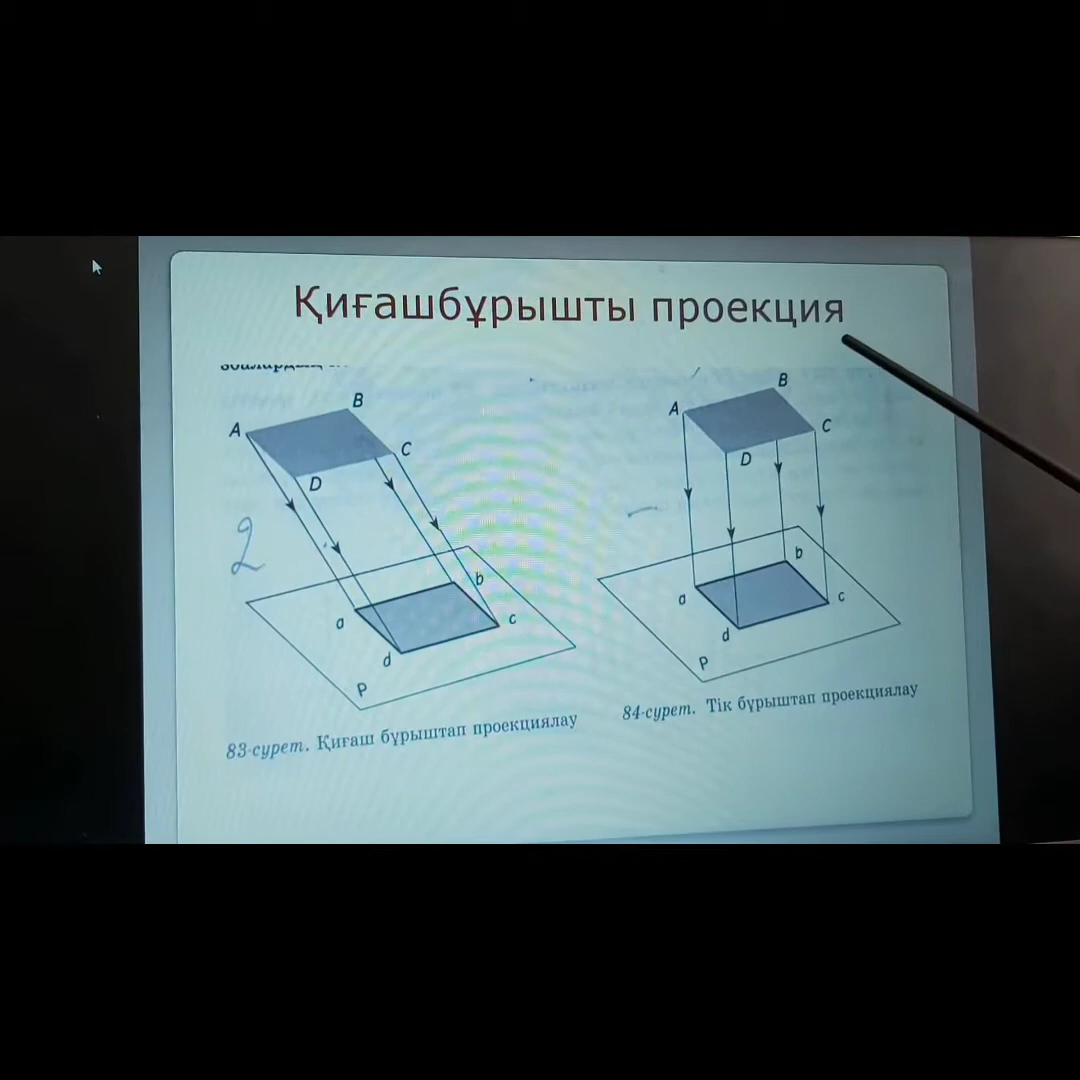 Қиғашбұрышты проекция
A
B
C
D
2
a
b
c
d
P
83-сурет. Қиғаш бұрыштап проекциялау
A
B
C
D
a
b
c
d
P
84-сурет. Тік бұрыштап проекциялау